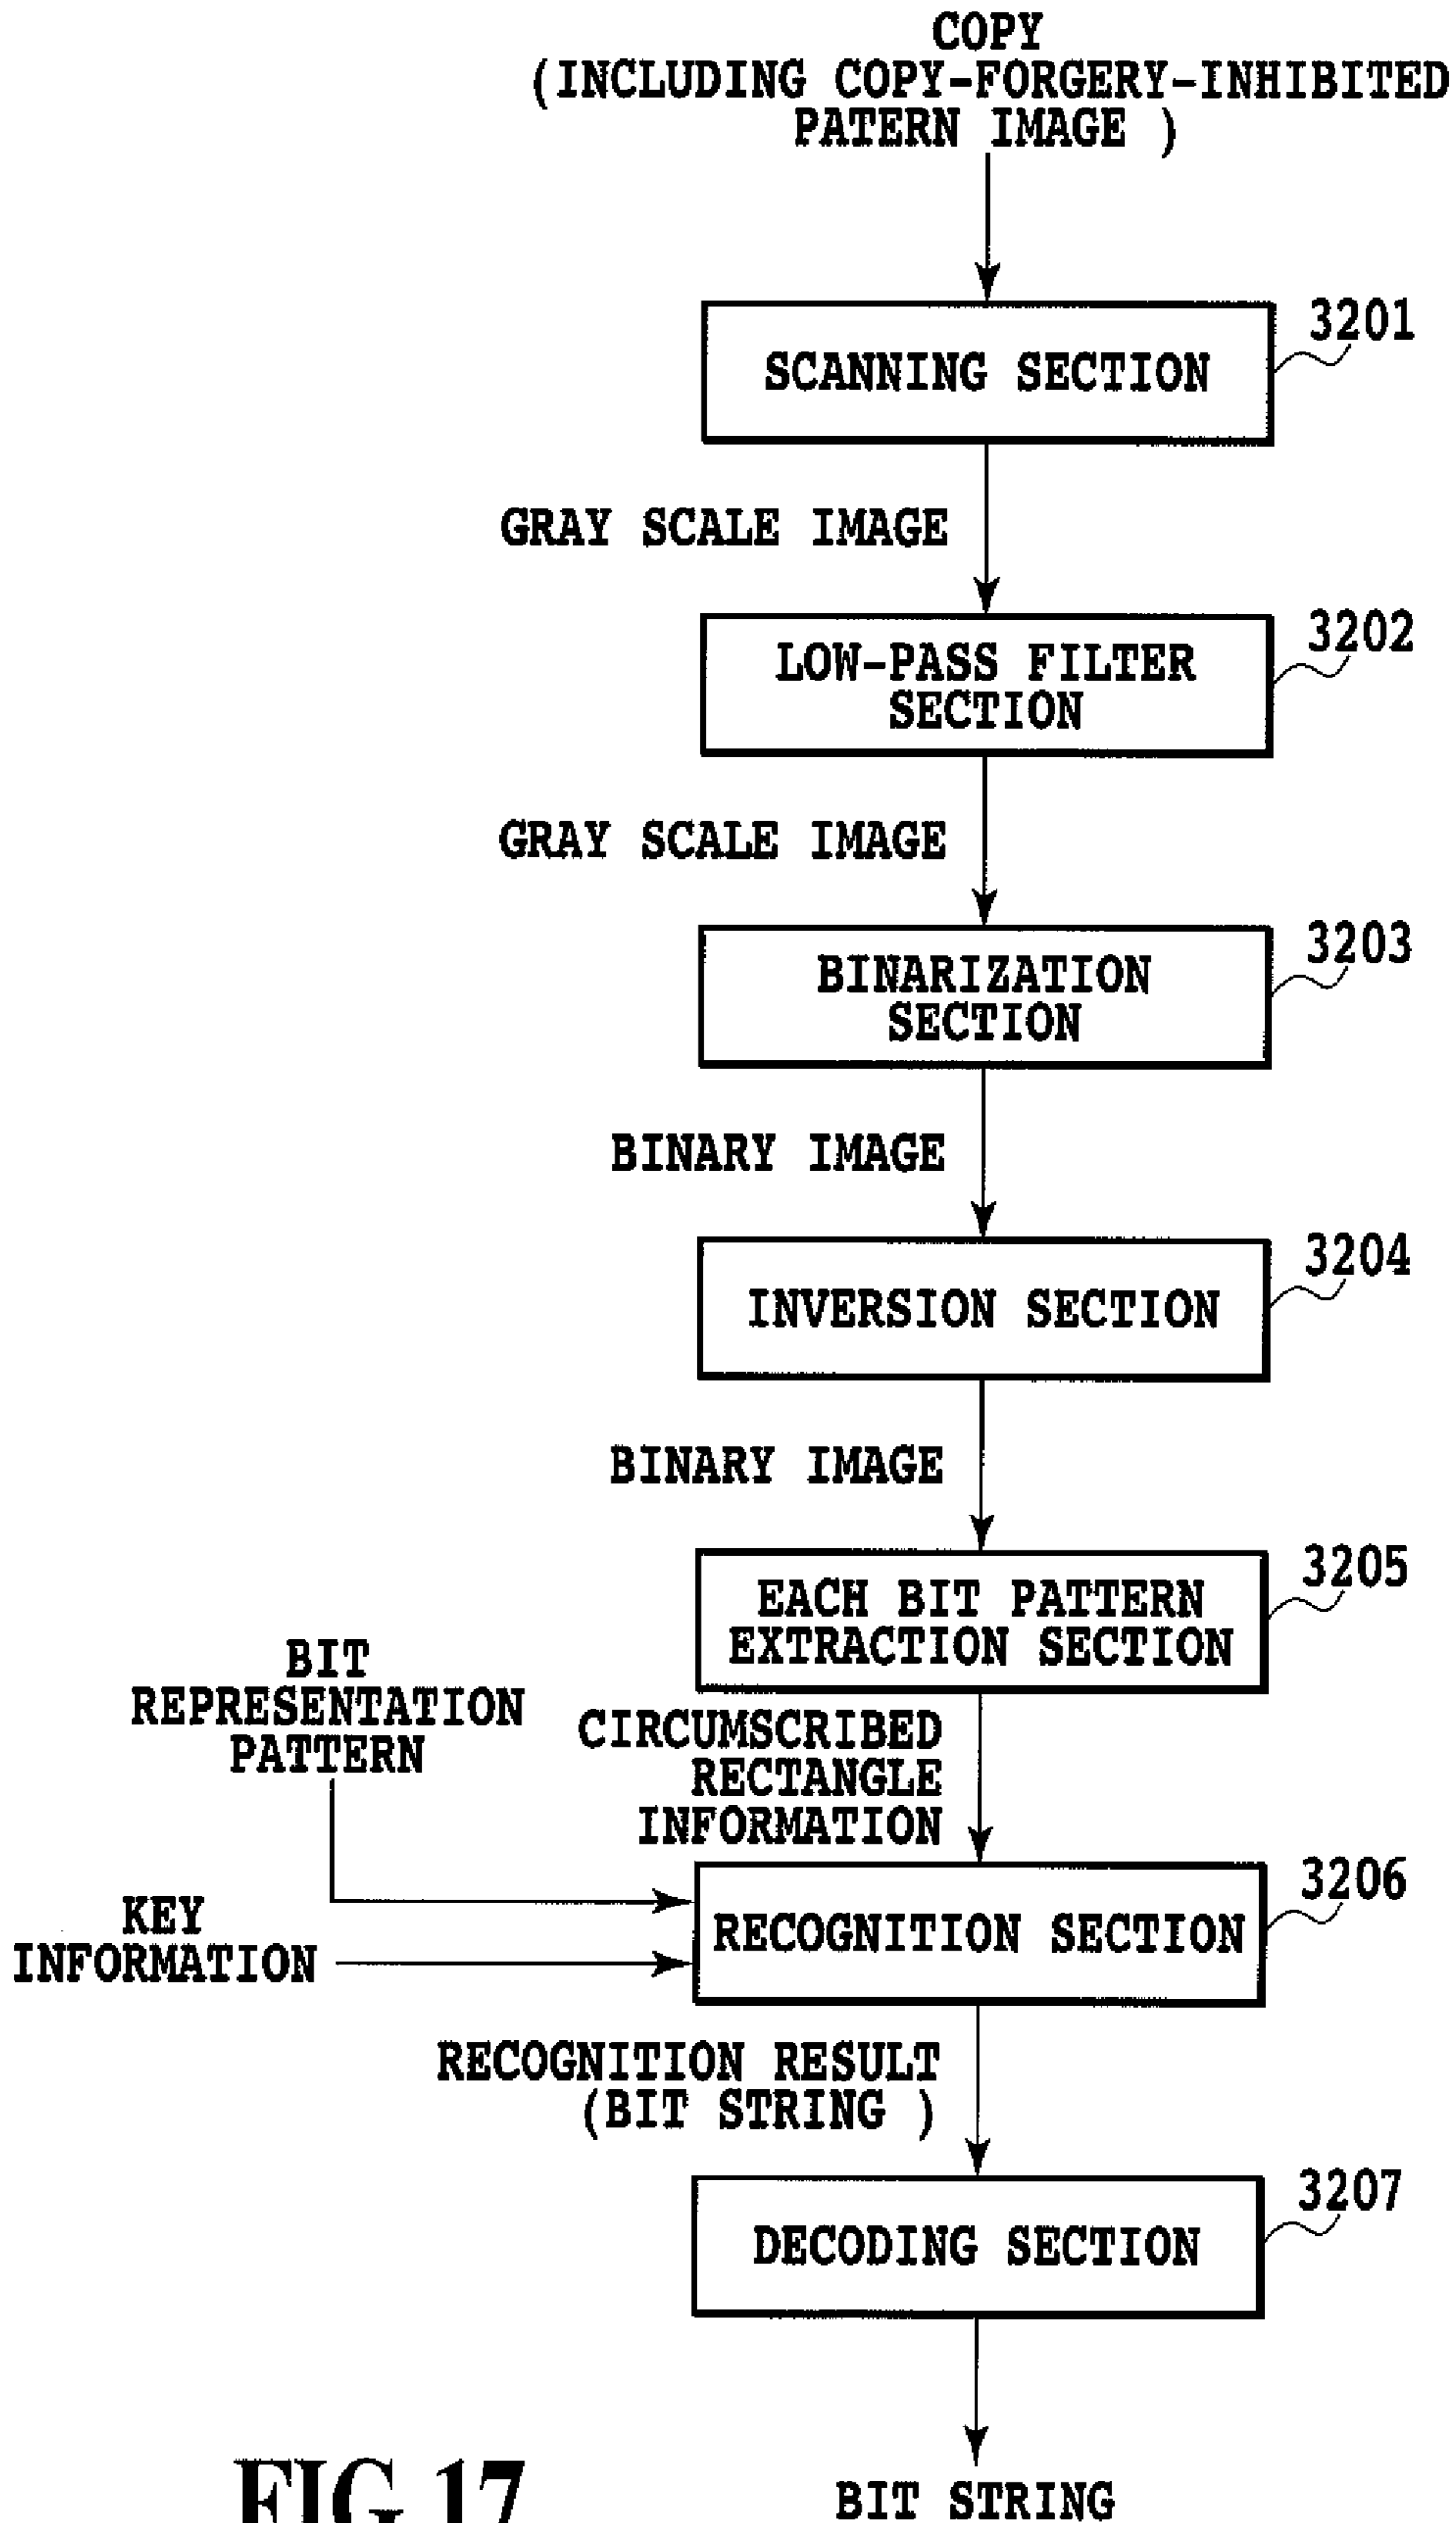 COPY
(INCLUDING COPY-FORGERY-INHIBITED
PATERN IMAGE )
3201
SCANNING SECTION
GRAY SCALE IMAGE
3202
LOW-PASS FILTER
SECTION
GRAY SCALE IMAGE
3203
BINARIZATION
SECTION
BINARY IMAGE
3204
INVERSION SECTION
BINARY IMAGE
3205
EACH BIT PATTERN
EXTRACTION SECTION
BIT
REPRESENTATION
PATTERN
CIRCUMSCRIBED
RECTANGLE
INFORMATION
KEY
INFORMATION
3206
RECOGNITION SECTION
RECOGNITION RESULT
(BIT STRING )
3207
DECODING SECTION
BIT STRING
FIG.17